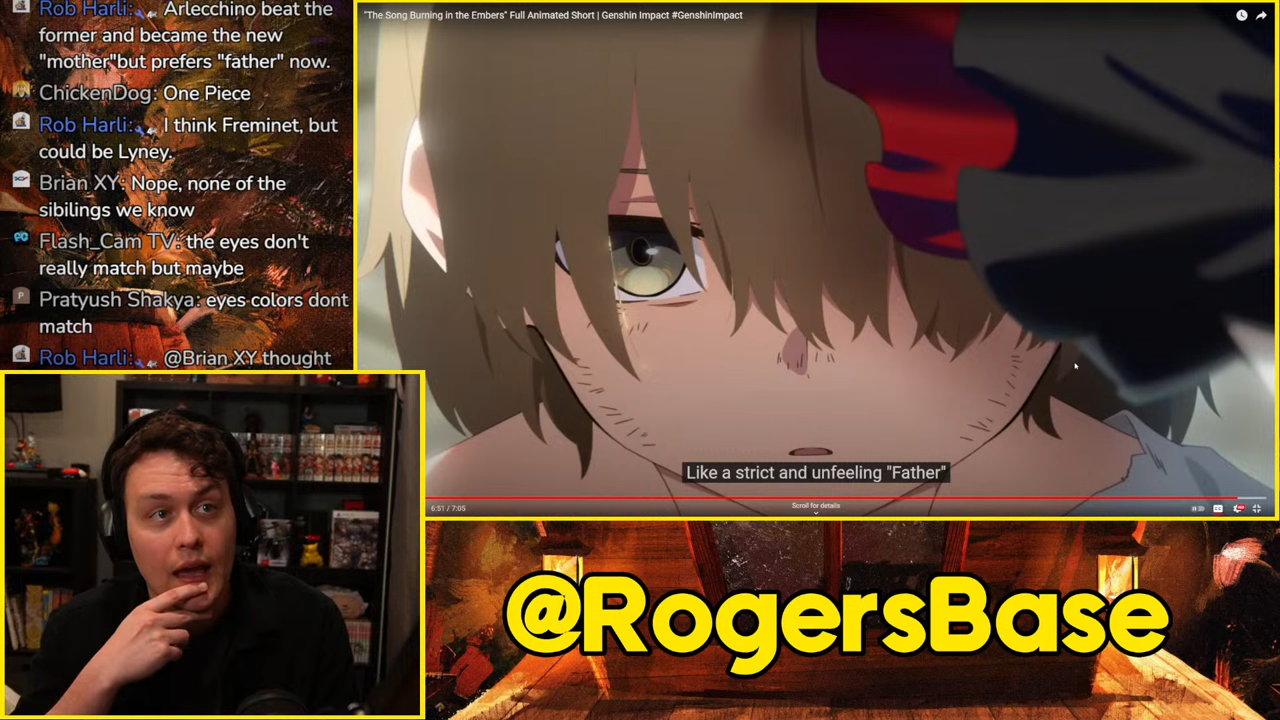 Rob Harli: Arlecchino beat the
former and became the new
"mother"but prefers "father" now.
ChickenDog: One Piece
Rob Harli: I think Freminet, but
could be Lyney.
Brian XY: Nope, none of the
sibilings we know
Flash_Cam TV: the eyes don't
really match but maybe
P
Pratyush Shakya: eyes colors dont
match
Rob Harli: @Brian XY thought
"The Song Burning in the Embers" Full Animated Short | Genshin Impact #GenshinImpact
Like a strict and unfeeling "Father"
6:51 / 7:05
Scroll for details
@RogersBase